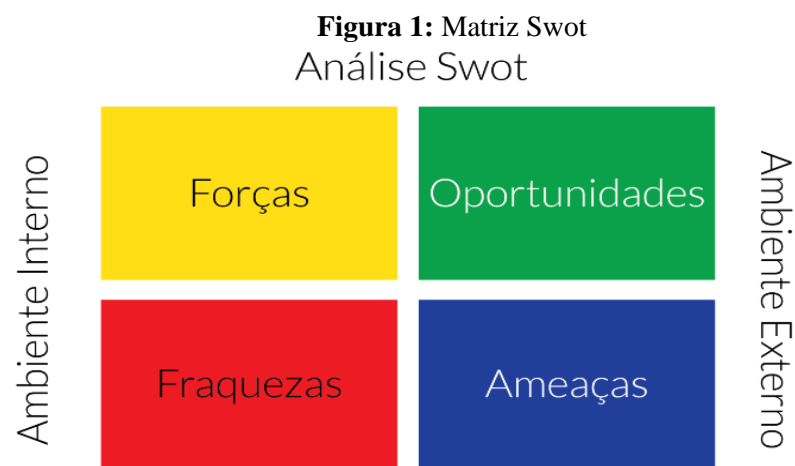 Figura 1: Matriz Swot
Análise Swot
Ambiente Interno
Forças
Oportunidades
Fraquezas
Ameaças
Ambiente Externo